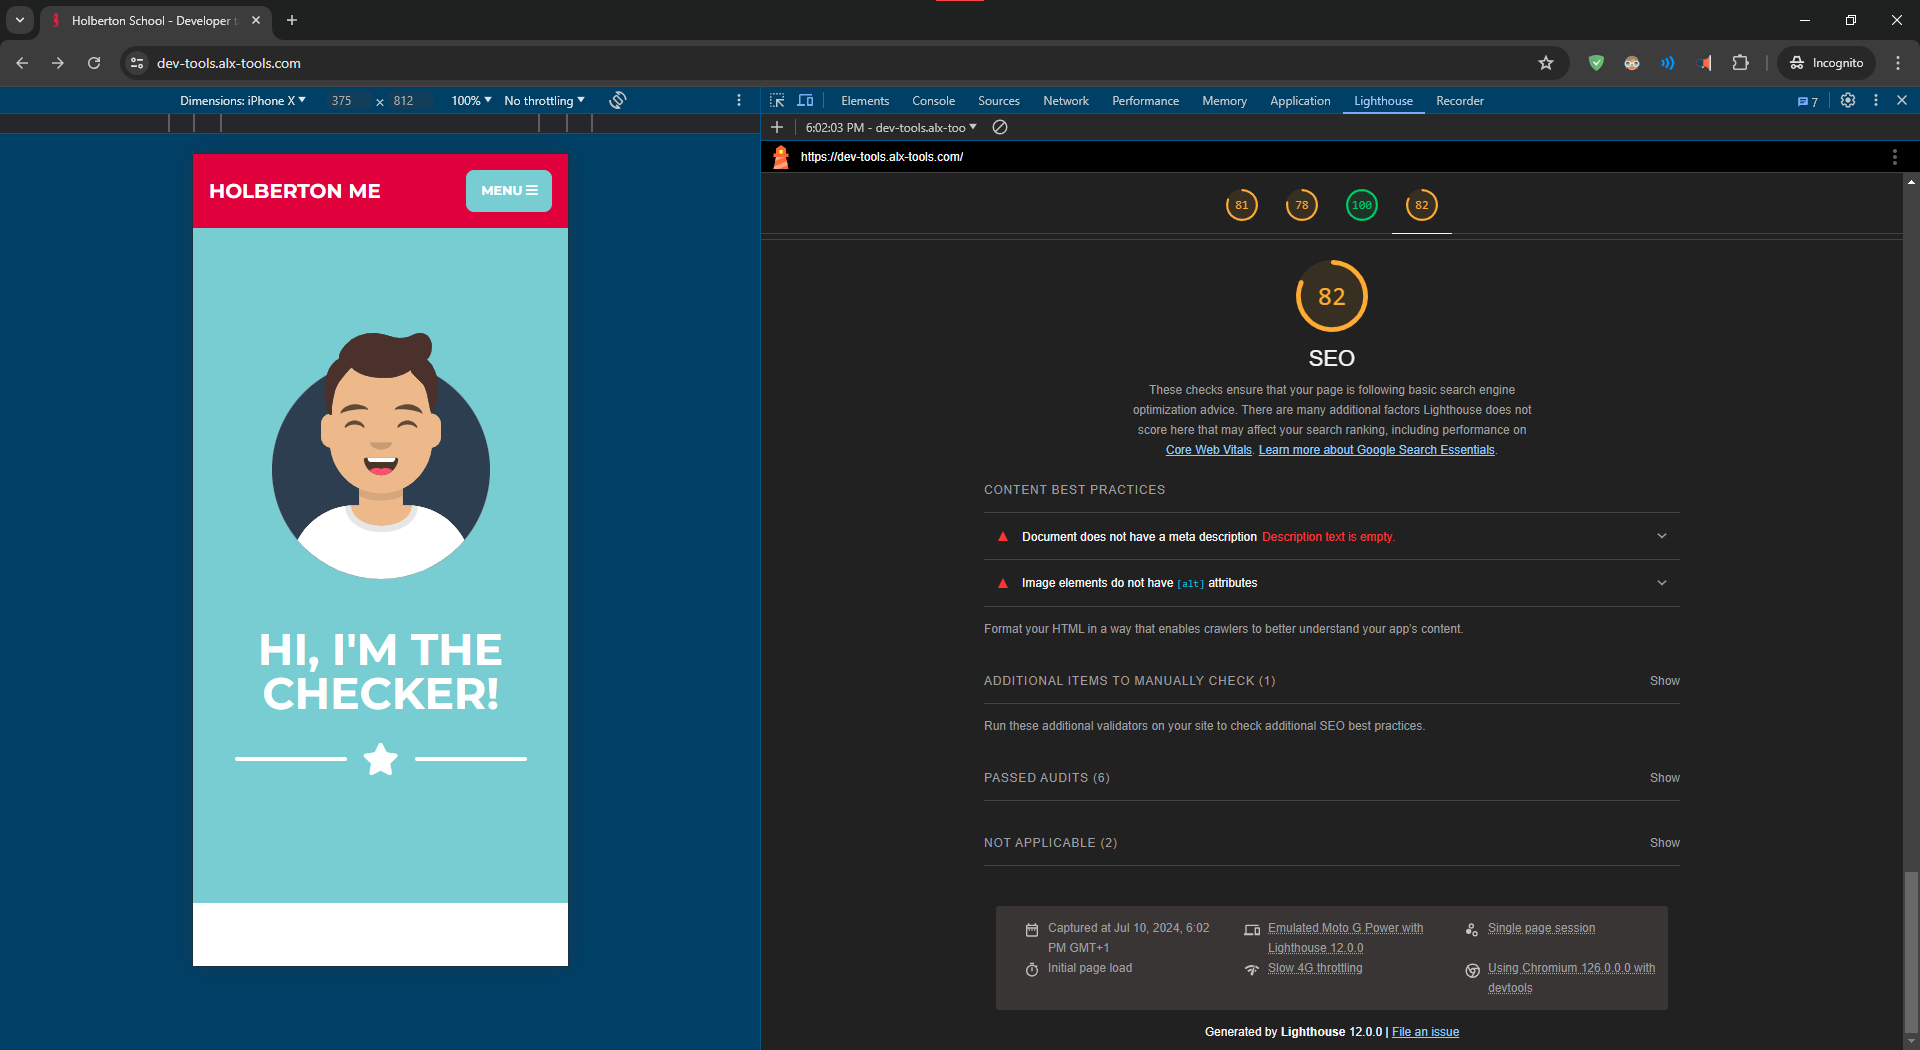 Holberton School - Developer t
dev-tools.alx-tools.com
Incognito
Dimensions: iPhone X
375 × 812
100%
No throttling
Elements
Console
Sources
Network
Performance
Memory
Application
Lighthouse
Recorder
7
6:02:03 PM - dev-tools.alx-too
https://dev-tools.alx-tools.com/
HOLBERTON ME
MENU
HI, I'M THE
CHECKER!
81
78
100
82
82
SEO
These checks ensure that your page is following basic search engine
optimization advice. There are many additional factors Lighthouse does not
score here that may affect your search ranking, including performance on
Core Web Vitals. Learn more about Google Search Essentials.
CONTENT BEST PRACTICES
Document does not have a meta description Description text is empty.
Image elements do not have [alt] attributes
Format your HTML in a way that enables crawlers to better understand your app's content.
ADDITIONAL ITEMS TO MANUALLY CHECK (1)
Show
Run these additional validators on your site to check additional SEO best practices.
PASSED AUDITS (6)
Show
NOT APPLICABLE (2)
Show
Captured at Jul 10, 2024, 6:02
PM GMT+1
Emulated Moto G Power with
Lighthouse 12.0.0
Single page session
Initial page load
Slow 4G throttling
Using Chromium 126.0.0.0 with
devtools
Generated by Lighthouse 12.0.0 | File an issue